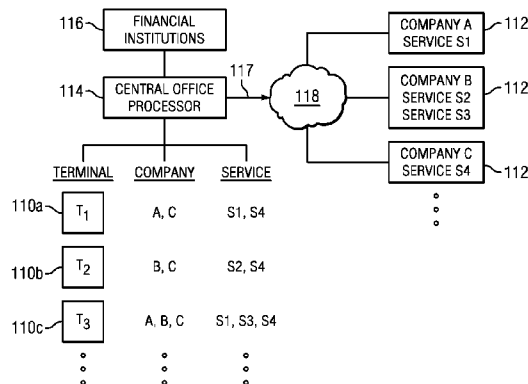 116
FINANCIAL
INSTITUTIONS
114
CENTRAL OFFICE
PROCESSOR
117
118
COMPANY A
SERVICE S1
112
COMPANY B
SERVICE S2
SERVICE S3
112
COMPANY C
SERVICE S4
112
TERMINAL COMPANY SERVICE
110a T1 A, C S1, S4
110b T2 B, C S2, S4
110c T3 A, B, C S1, S3, S4